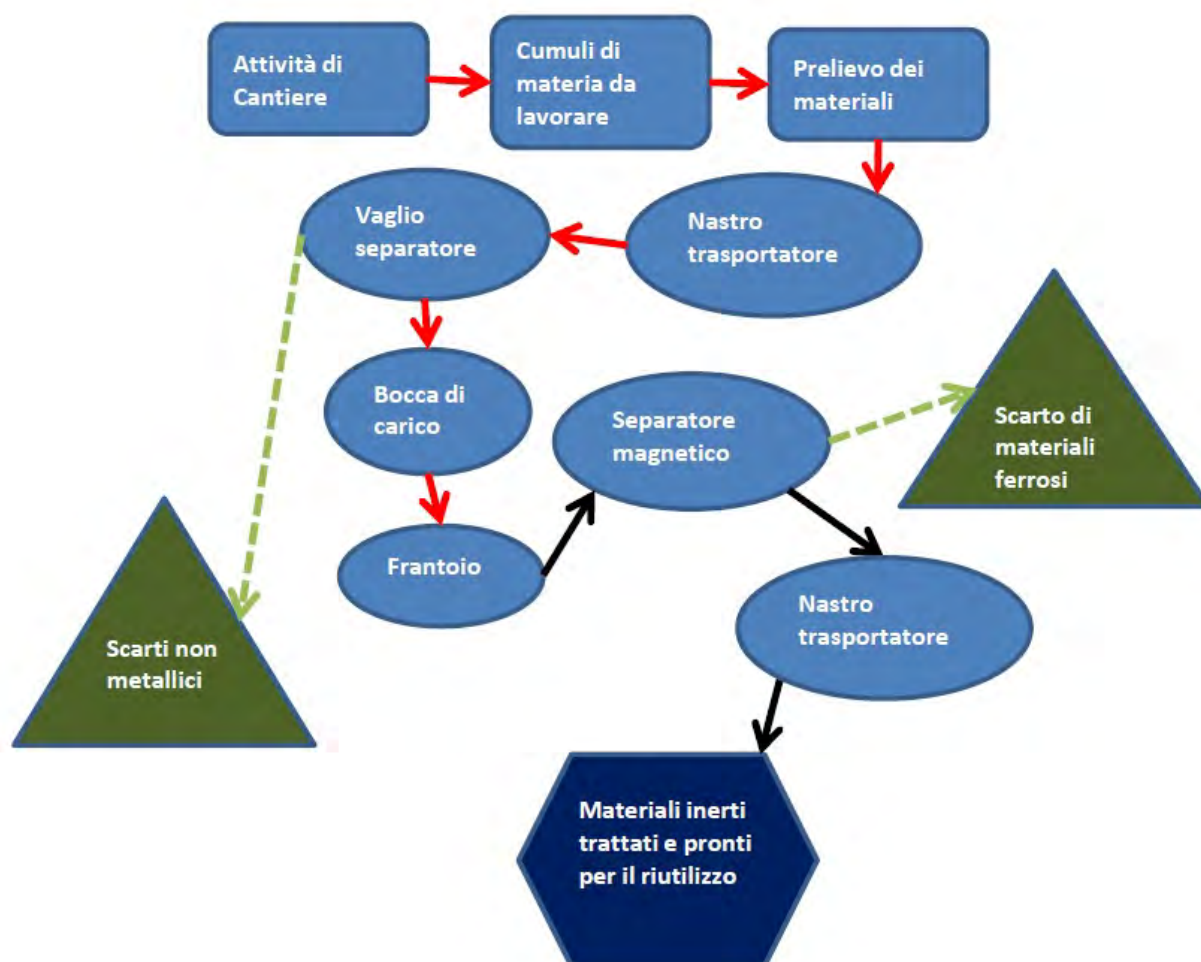 Attività di
Cantiere
Cumuli di
materia da
lavorare
Prelievo dei
materiali
Vaglio
separatore
Nastro
trasportatore
Bocca di
carico
Separatore
magnetico
Scarto di
materiali
ferrosi
Frantoio
Nastro
trasportatore
Scarti non
metallici
Materiali inerti
trattati e pronti
per il riutilizzo